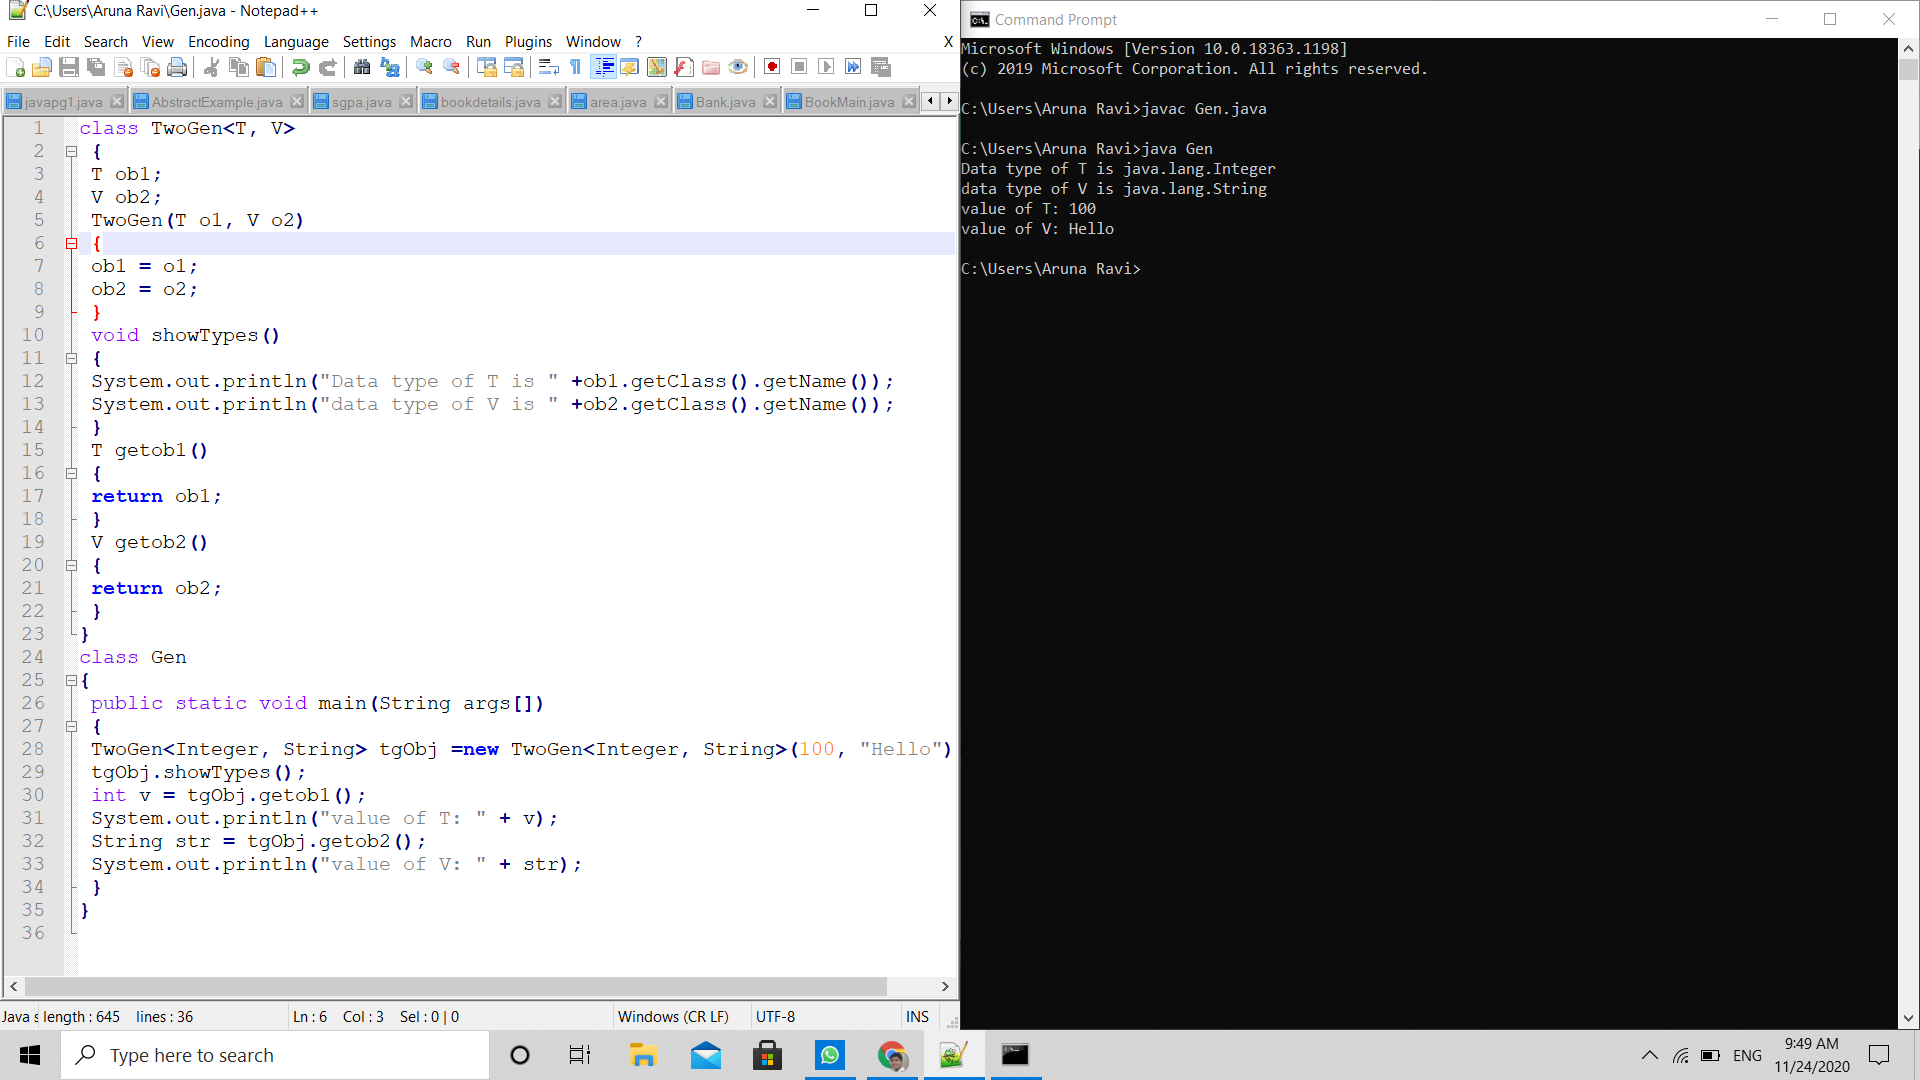 C:\Users\Aruna Ravi\Gen.java - Notepad++
File Edit Search View Encoding Language Settings Macro Run Plugins Window ? X
javapg1.java AbstractExample.java sgpa.java bookdetails.java area.java Bank.java BookMain.java
1 class TwoGen<T, V>
2 {
3 T ob1;
4 V ob2;
5 TwoGen(T o1, V o2)
6 {
7 ob1 = o1;
8 ob2 = o2;
9 }
10 void showTypes()
11 {
12 System.out.println("Data type of T is " +ob1.getClass().getName());
13 System.out.println("data type of V is " +ob2.getClass().getName());
14 }
15 T getob1()
16 {
17 return ob1;
18 }
19 V getob2()
20 {
21 return ob2;
22 }
23 }
24 class Gen
25 {
26 public static void main(String args[])
27 {
28 TwoGen<Integer, String> tgObj =new TwoGen<Integer, String>(100, "Hello")
29 tgObj.showTypes();
30 int v = tgObj.getob1();
31 System.out.println("value of T: " + v);
32 String str = tgObj.getob2();
33 System.out.println("value of V: " + str);
34 }
35 }
36
Java s length : 645 lines : 36 Ln : 6 Col : 3 Sel : 0 | 0 Windows (CR LF) UTF-8 INS
Command Prompt
Microsoft Windows [Version 10.0.18363.1198]
(c) 2019 Microsoft Corporation. All rights reserved.
C:\Users\Aruna Ravi>javac Gen.java
C:\Users\Aruna Ravi>java Gen
Data type of T is java.lang.Integer
data type of V is java.lang.String
value of T: 100
value of V: Hello
C:\Users\Aruna Ravi>
Type here to search
ENG
9:49 AM
11/24/2020